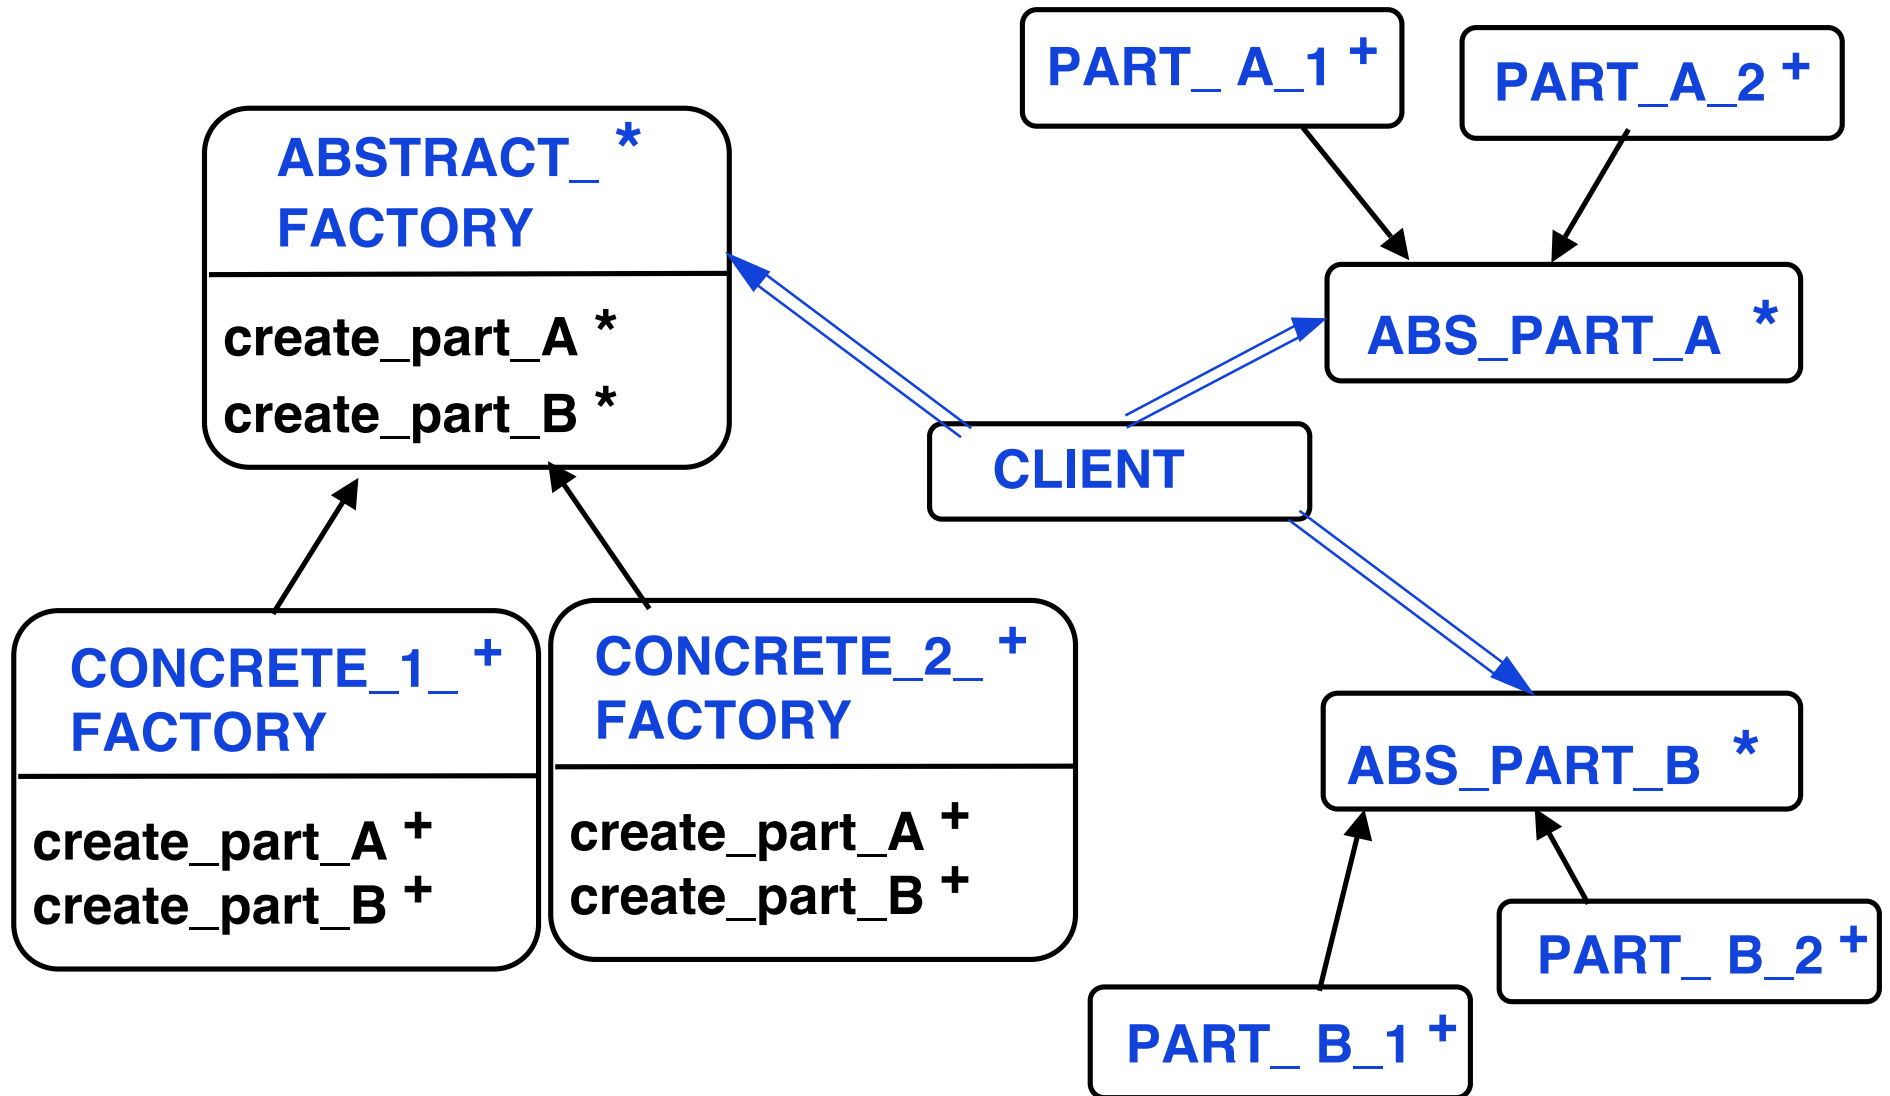 PART_ A_1 +
PART_A_2 +
ABSTRACT_ *
FACTORY
create_part_A *
create_part_B *
ABS_PART_A *
CLIENT
CONCRETE_1_ +
FACTORY
create_part_A +
create_part_B +
CONCRETE_2_ +
FACTORY
create_part_A +
create_part_B +
ABS_PART_B *
PART_ B_2 +
PART_ B_1 +